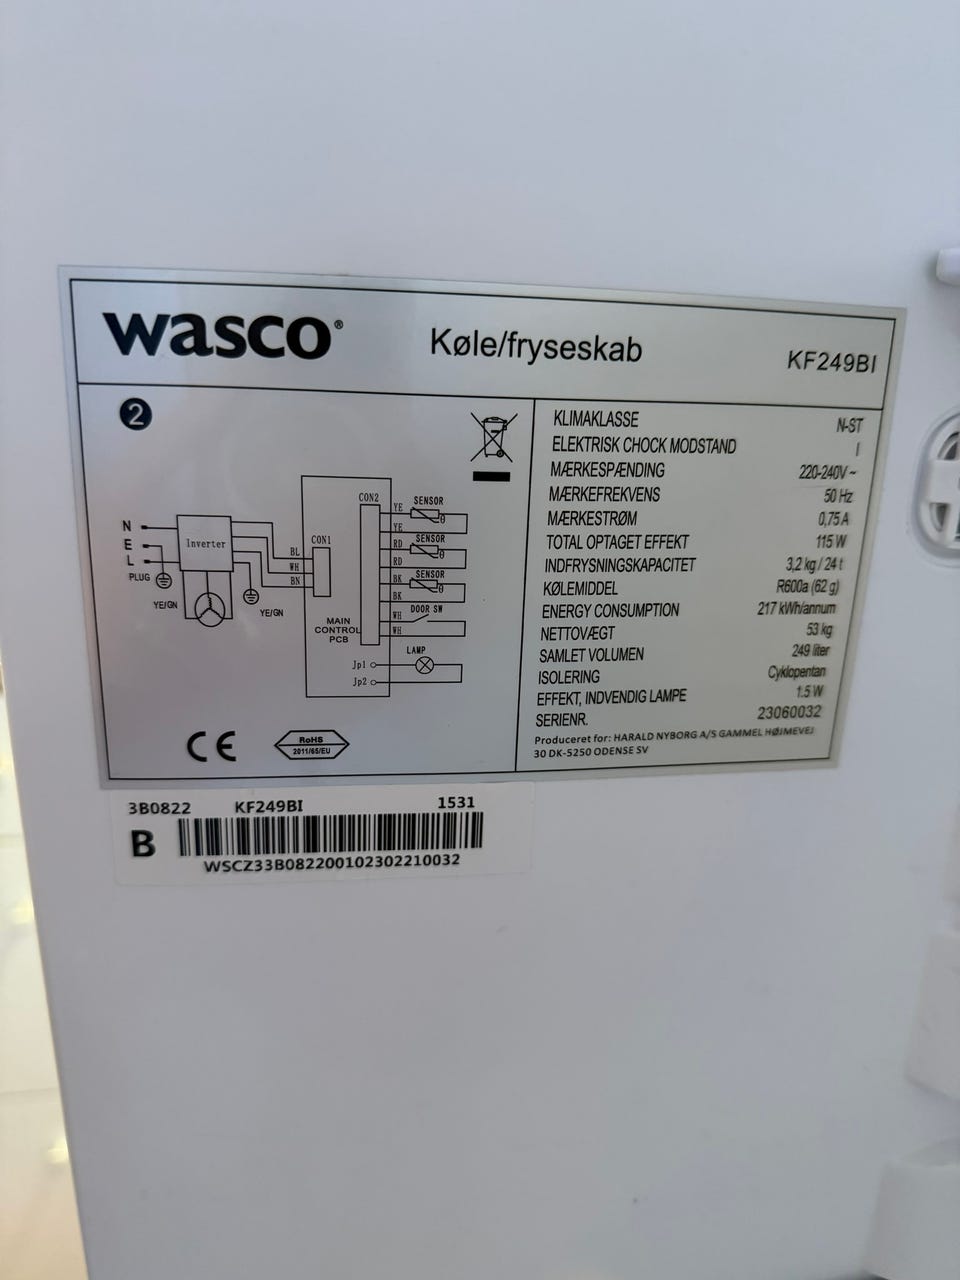 wasco®
Køle/fryseskab
KF249BI
2
N
E
L
PLUG
Inverter
YE/GN
YE/GN
BL
WH
BN
CON1
CON2
MAIN
CONTROL
PCB
YE
SENSOR
θ
YE
RD
SENSOR
θ
RD
BK
SENSOR
θ
BK
WH
DOOR SW
WH
LAMP
Jp1
Jp2
CE
RoHS
2011/65/EU
KLIMAKLASSE N-ST
ELEKTRISK CHOCK MODSTAND I
MÆRKESPÆNDING 220-240V ~
MÆRKEFREKVENS 50 Hz
MÆRKESTRØM 0,75 A
TOTAL OPTAGET EFFEKT 115 W
INDFRYSNINGSKAPACITET 3,2 kg / 24 t
KØLEMIDDEL R600a (62 g)
ENERGY CONSUMPTION 217 kWh/annum
NETTOVÆGT 53 kg
SAMLET VOLUMEN 249 liter
ISOLERING Cyklopentan
EFFEKT, INDVENDIG LAMPE 1.5 W
SERIENR. 23060032
Produceret for: HARALD NYBORG A/S GAMMEL HØJMEVEJ
30 DK-5250 ODENSE SV
3B0822 KF249BI 1531
B
WSCZ33B082200102302210032